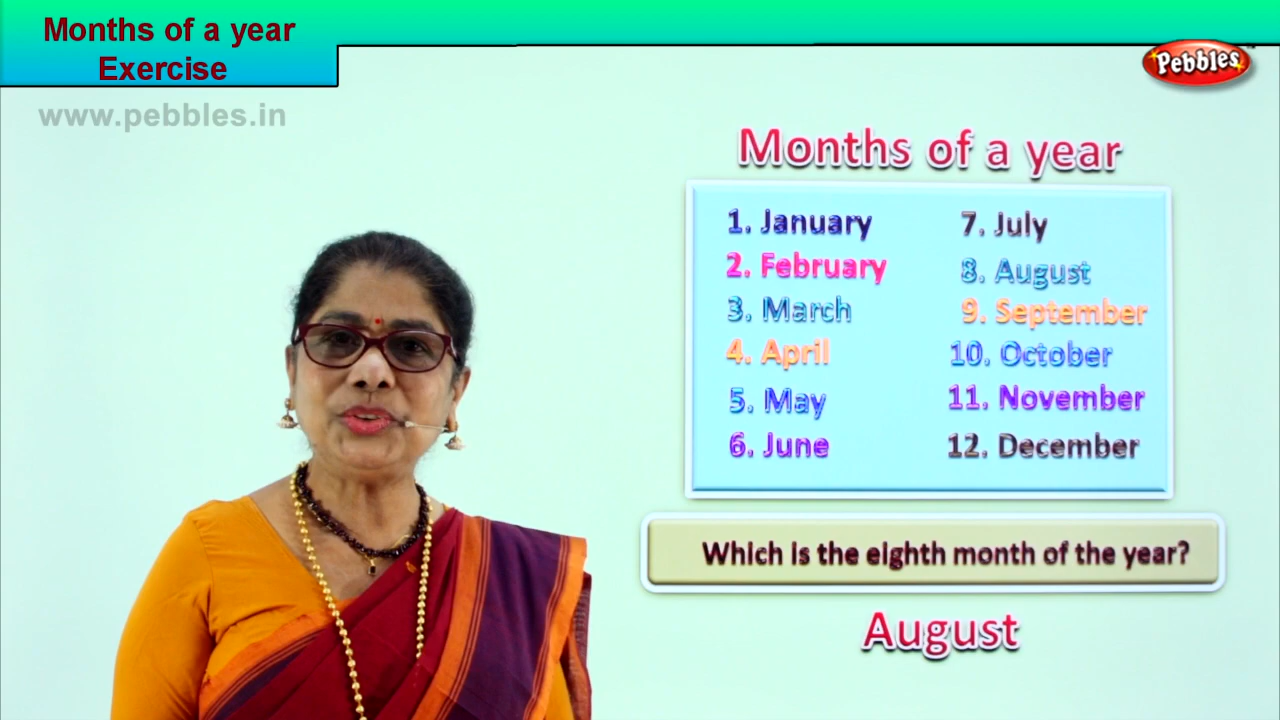 Months of a year
Exercise
www.pebbles.in
Pebbles
Months of a year
1. January
2. February
3. March
4. April
5. May
6. June
7. July
8. August
9. September
10. October
11. November
12. December
Which is the eighth month of the year?
August